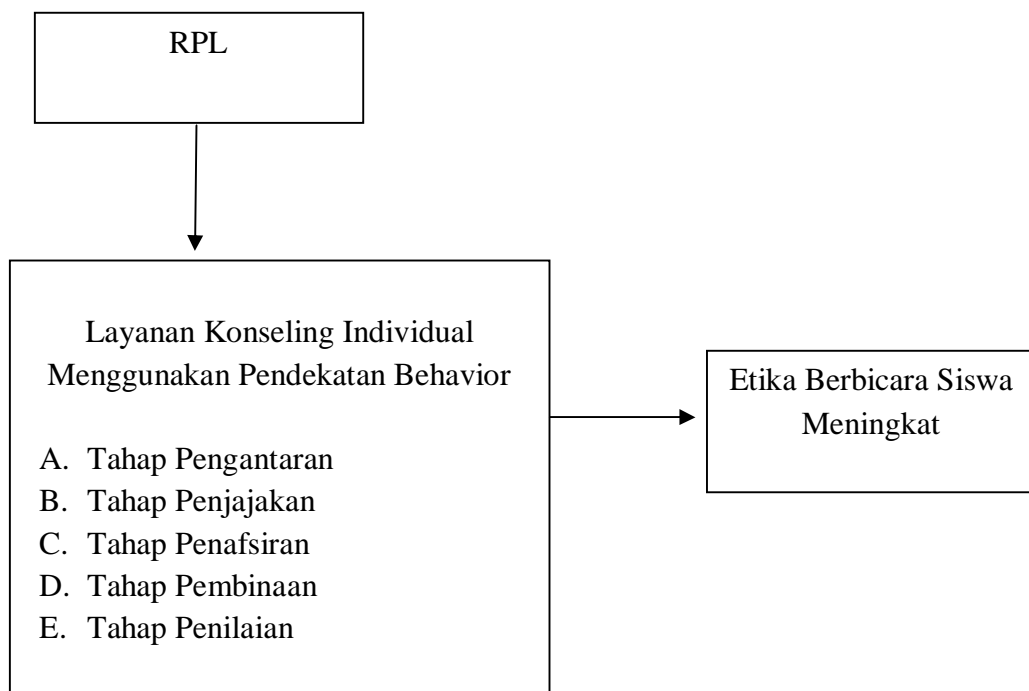 RPL
Layanan Konseling Individual
Menggunakan Pendekatan Behavior
A. Tahap Pengantaran
B. Tahap Penjajakan
C. Tahap Penafsiran
D. Tahap Pembinaan
E. Tahap Penilaian
Etika Berbicara Siswa
Meningkat